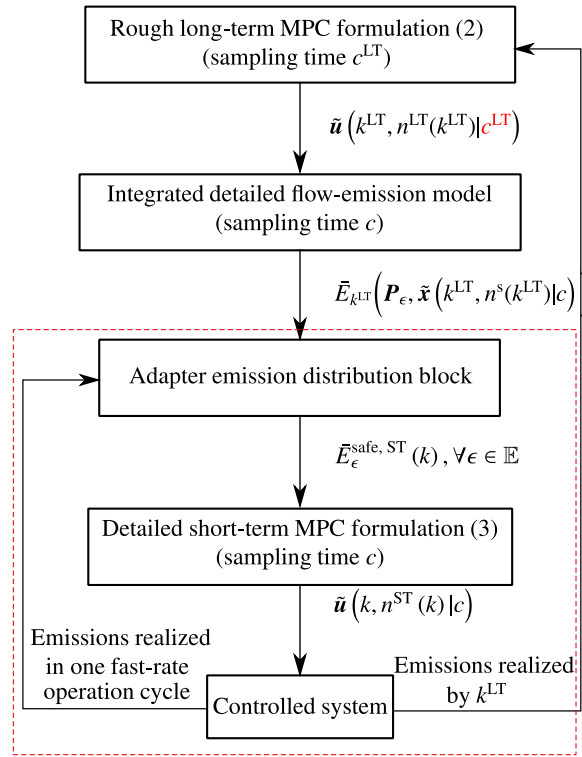 Rough long-term MPC formulation (2)
(sampling time c^LT)
ũ (k^LT, n^LT(k^LT)|c^LT)
Integrated detailed flow-emission model
(sampling time c)
Ē_k^LT(P_ϵ, x̃ (k^LT, n^s(k^LT)|c)
Adapter emission distribution block
Ē_ϵ^safe, ST (k) , ∀ϵ ∈ 𝔼
Detailed short-term MPC formulation (3)
(sampling time c)
ũ (k, n^ST (k) |c)
Emissions realized
in one fast-rate
operation cycle
Emissions realized
by k^LT
Controlled system